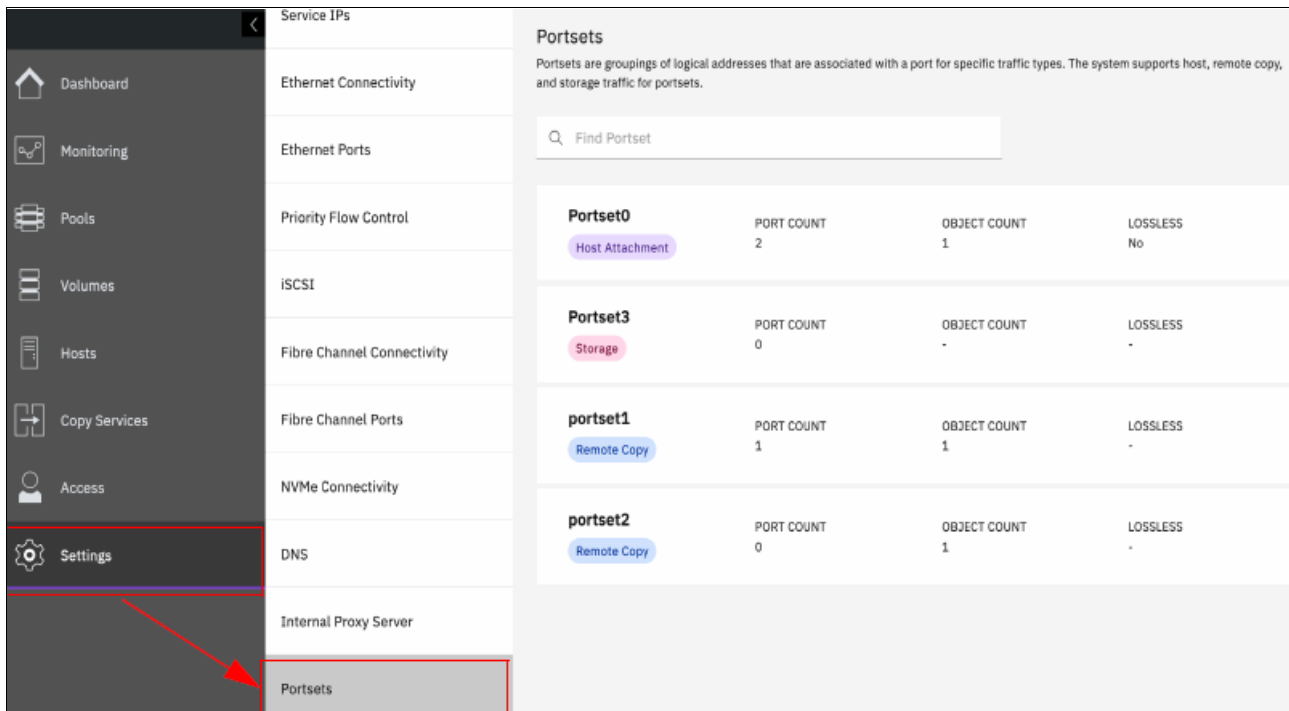 Dashboard
Monitoring
Pools
Volumes
Hosts
Copy Services
Access
Settings
Service IPs
Ethernet Connectivity
Ethernet Ports
Priority Flow Control
iSCSI
Fibre Channel Connectivity
Fibre Channel Ports
NVMe Connectivity
DNS
Internal Proxy Server
Portsets
Portsets
Portsets are groupings of logical addresses that are associated with a port for specific traffic types. The system supports host, remote copy,
and storage traffic for portsets.
Find Portset
Portset0
Host Attachment
PORT COUNT
2
OBJECT COUNT
1
LOSSLESS
No
Portset3
Storage
PORT COUNT
0
OBJECT COUNT
-
LOSSLESS
-
portset1
Remote Copy
PORT COUNT
1
OBJECT COUNT
1
LOSSLESS
-
portset2
Remote Copy
PORT COUNT
0
OBJECT COUNT
1
LOSSLESS
-